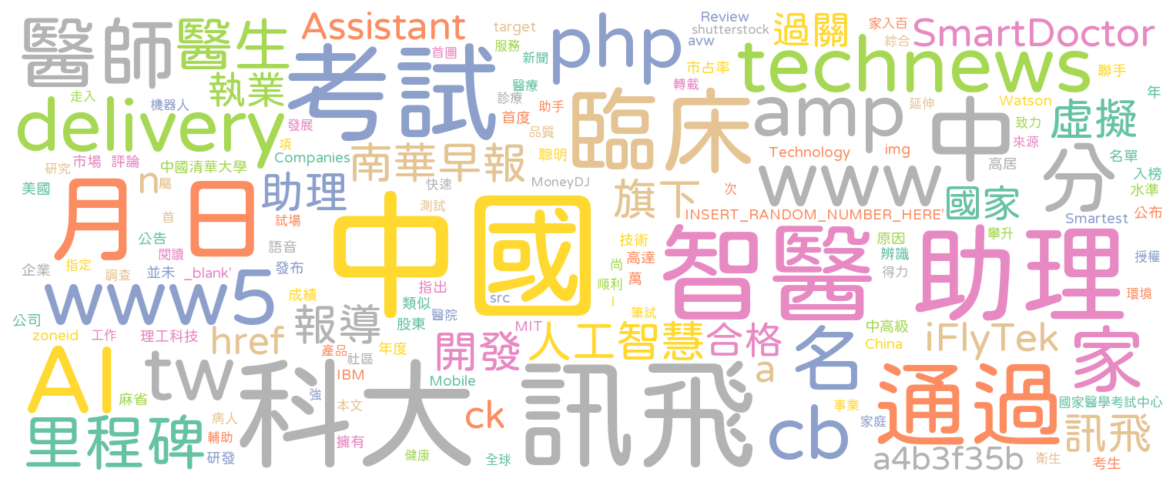 Assistant
target
Review
過關
家入百
shutterstock
綜合
SmartDoctor
醫師
醫生
考試
首圖
服務
php
avw
technews
新聞
市占率
聯手
執業
走入
醫療
轉載
delivery
機器人
發展
診療
助手
首度
臨床
amp
延伸
中
Watson
年
項
品質
致力
虛擬
Companies
南華早報
聰明
Technology
img
來源
市場
評論
中國清華大學
高居
分
名單
研究
n
屬
助理
快速
MoneyDJ
www
入榜
美國
月
日
測試
旗下
次
國家
水準
首
試場
中國
INSERT_RANDOM_NUMBER_HERE'
Smartest
公布
公告
語音
智醫
助理
原因
攀升
閱讀
技術
辨識
授權
企業
指定
調查
並未
_blank'
發布
尚
高達
得力
萬
環境
www5
成績
指出
類似
src
順利
公司
報導
股東
醫院
l
筆試
zoneid
工作
理工科技
href
MIT
人工智慧
合格
名
中高級
iFlyTek
家
產品
社區
年度
開發
China
AI
tw
IBM
Mobile
a
通過
麻省
科大
訊飛
強
本文
ck
事業
國家醫學考試中心
里程碑
病人
cb
家庭
訊飛
輔助
擁有
研發
健康
全球
a4b3f35b
衛生
考生